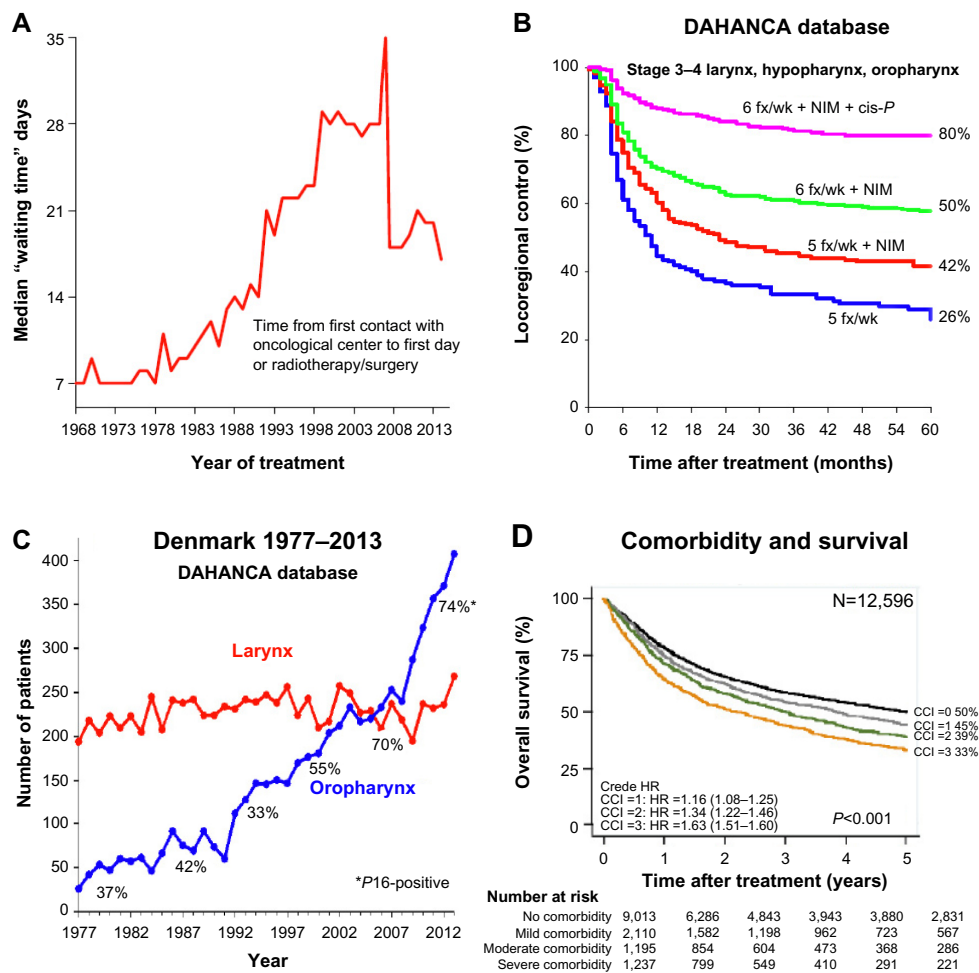 A
35
28
21
14
7
Median “waiting time” days
Time from first contact with
oncological center to first day
or radiotherapy/surgery
1968 1973 1978 1983 1988 1993 1998 2003 2008 2013
Year of treatment
B
DAHANCA database
Stage 3–4 larynx, hypopharynx, oropharynx
100
80
60
40
20
0
Locoregional control (%)
6 fx/wk + NIM + cis-P
80%
6 fx/wk + NIM
50%
5 fx/wk + NIM
42%
5 fx/wk
26%
0 6 12 18 24 30 36 42 48 54 60
Time after treatment (months)
C
Denmark 1977–2013
DAHANCA database
400
350
300
250
200
150
100
50
0
Number of patients
74%*
Larynx
70%
55%
Oropharynx
33%
42%
37%
*P16-positive
1977 1982 1987 1992 1997 2002 2007 2012
Year
D
Comorbidity and survival
N=12,596
100
75
50
25
0
Overall survival (%)
CCI =0 50%
CCI =1 45%
CCI =2 39%
CCI =3 33%
Crede HR
CCI =1: HR =1.16 (1.08–1.25)
CCI =2: HR =1.34 (1.22–1.46)
CCI =3: HR =1.63 (1.51–1.60)
P<0.001
0 1 2 3 4 5
Time after treatment (years)
Number at risk
No comorbidity 9,013 6,286 4,843 3,943 3,880 2,831
Mild comorbidity 2,110 1,582 1,198 962 723 567
Moderate comorbidity 1,195 854 604 473 368 286
Severe comorbidity 1,237 799 549 410 291 221